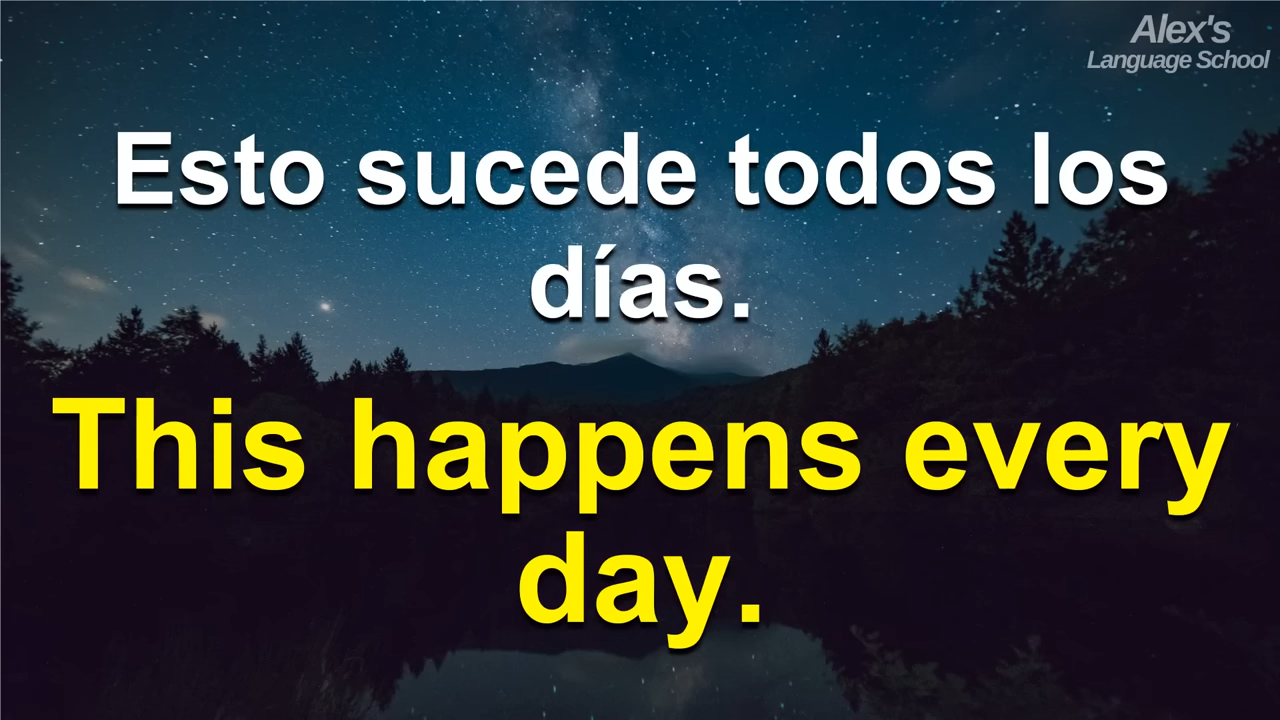 Alex's
Language School
Esto sucede todos los
días.
This happens every
day.